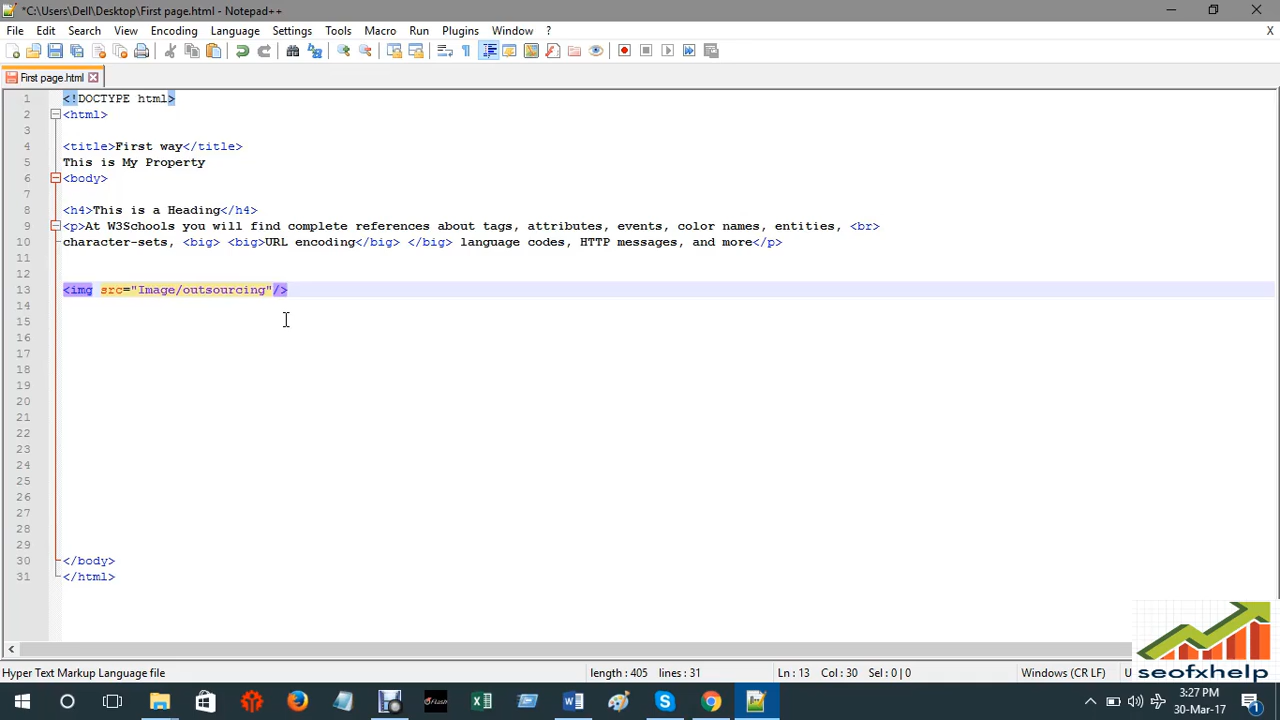 *C:\Users\Dell\Desktop\First page.html - Notepad++
File Edit Search View Encoding Language Settings Tools Macro Run Plugins Window ? X
First page.html
1 <!DOCTYPE html>
2 <html>
3
4 <title>First way</title>
5 This is My Property
6 <body>
7
8 <h4>This is a Heading</h4>
9 <p>At W3Schools you will find complete references about tags, attributes, events, color names, entities, <br>
10 character-sets, <big> <big>URL encoding</big> </big> language codes, HTTP messages, and more</p>
11
12
13 <img src="Image/outsourcing"/>
14
15
16
17
18
19
20
21
22
23
24
25
26
27
28
29
30 </body>
31 </html>
seofxhelp
Hyper Text Markup Language file length : 405 lines : 31 Ln : 13 Col : 30 Sel : 0 | 0 Windows (CR LF) U
3:27 PM
30-Mar-17